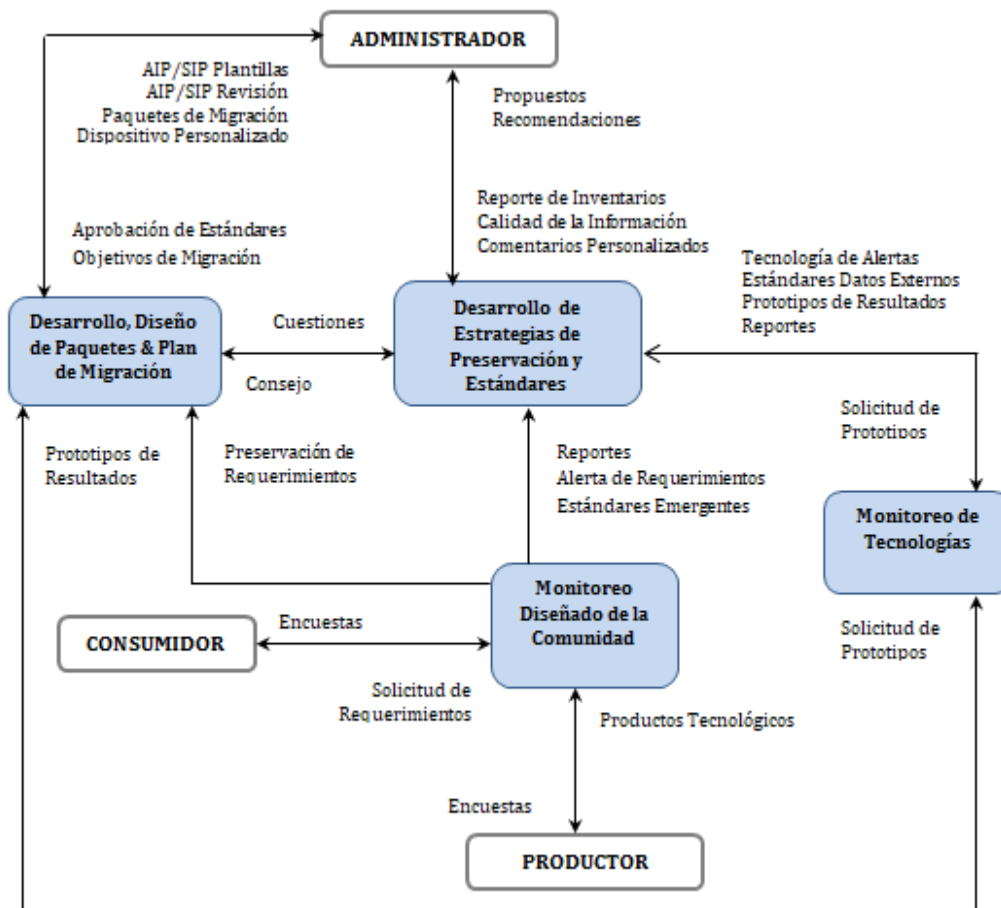 ADMINISTRADOR
AIP/SIP Plantillas
AIP/SIP Revisión
Paquetes de Migración
Dispositivo Personalizado
Propuestos
Recomendaciones
Aprobación de Estándares
Objetivos de Migración
Reporte de Inventarios
Calidad de la Información
Comentarios Personalizados
Tecnología de Alertas
Estándares Datos Externos
Prototipos de Resultados
Reportes
Desarrollo, Diseño
de Paquetes & Plan
de Migración
Cuestiones
Consejo
Desarrollo de
Estrategias de
Preservación y
Estándares
Solicitud de
Prototipos
Prototipos de
Resultados
Preservación de
Requerimientos
Reportes
Alerta de Requerimientos
Estándares Emergentes
Monitoreo de
Tecnologías
Monitoreo
Diseñado de la
Comunidad
CONSUMIDOR
Encuestas
Solicitud de
Prototipos
Solicitud de
Requerimientos
Productos Tecnológicos
Encuestas
PRODUCTOR